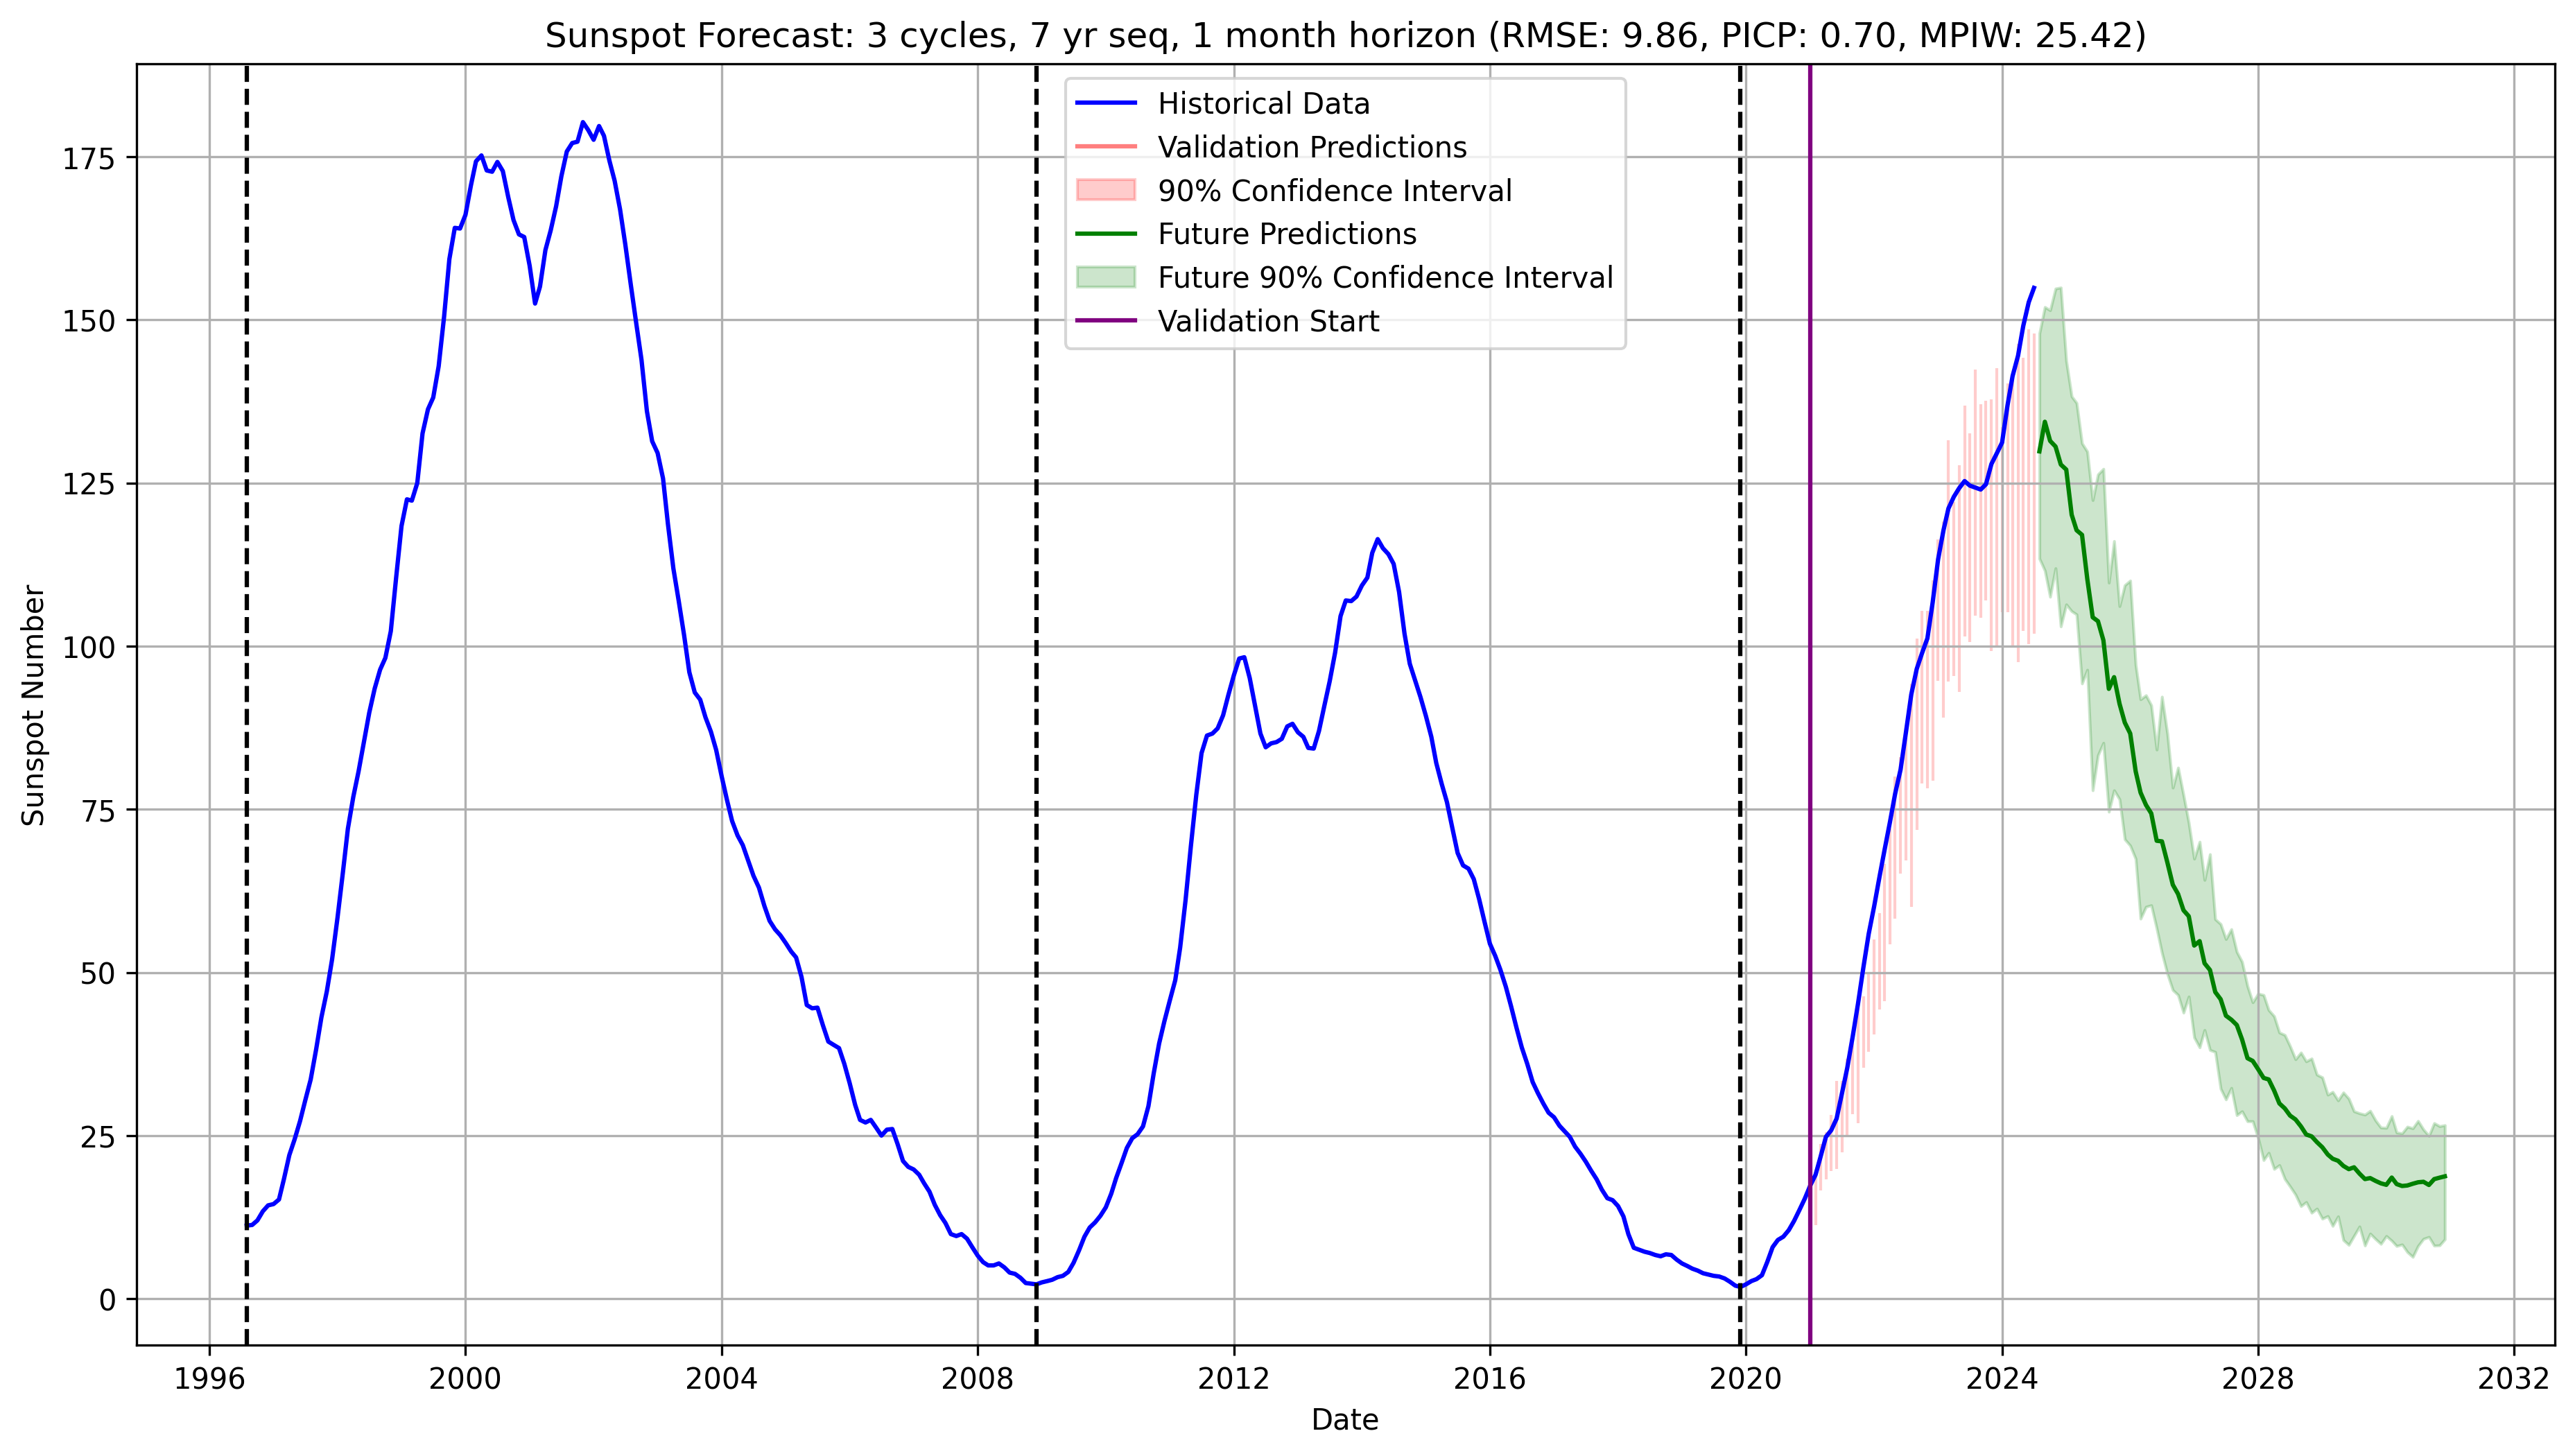 Sunspot Forecast: 3 cycles, 7 yr seq, 1 month horizon (RMSE: 9.86, PICP: 0.70, MPIW: 25.42)
Historical Data
Validation Predictions
90% Confidence Interval
Future Predictions
Future 90% Confidence Interval
Validation Start
Sunspot Number
175
150
125
100
75
50
25
0
1996 2000 2004 2008 2012 2016 2020 2024 2028 2032
Date